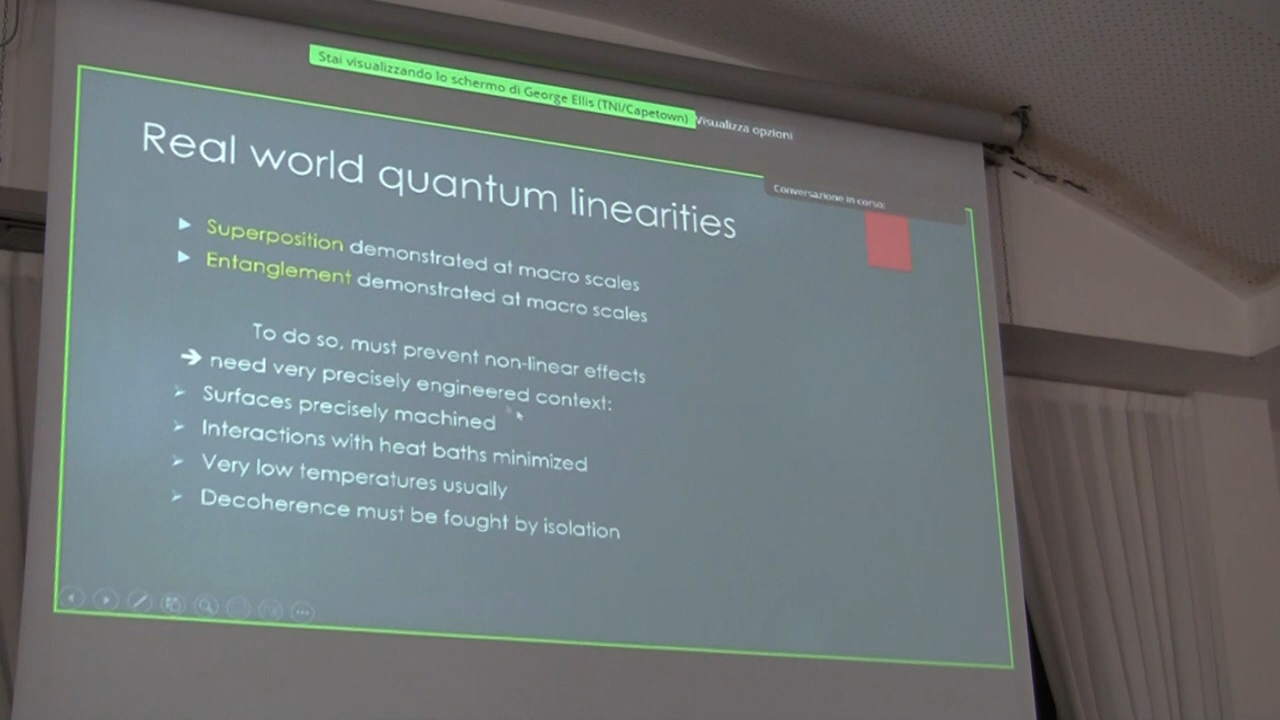 Stai visualizzando lo schermo di George Ellis (TNI/Capetown)
Visualizza opzioni
Conversazione in corso:
Real world quantum linearities
Superposition demonstrated at macro scales
Entanglement demonstrated at macro scales
To do so, must prevent non-linear effects
➔ need very precisely engineered context:
Surfaces precisely machined
Interactions with heat baths minimized
Very low temperatures usually
Decoherence must be fought by isolation